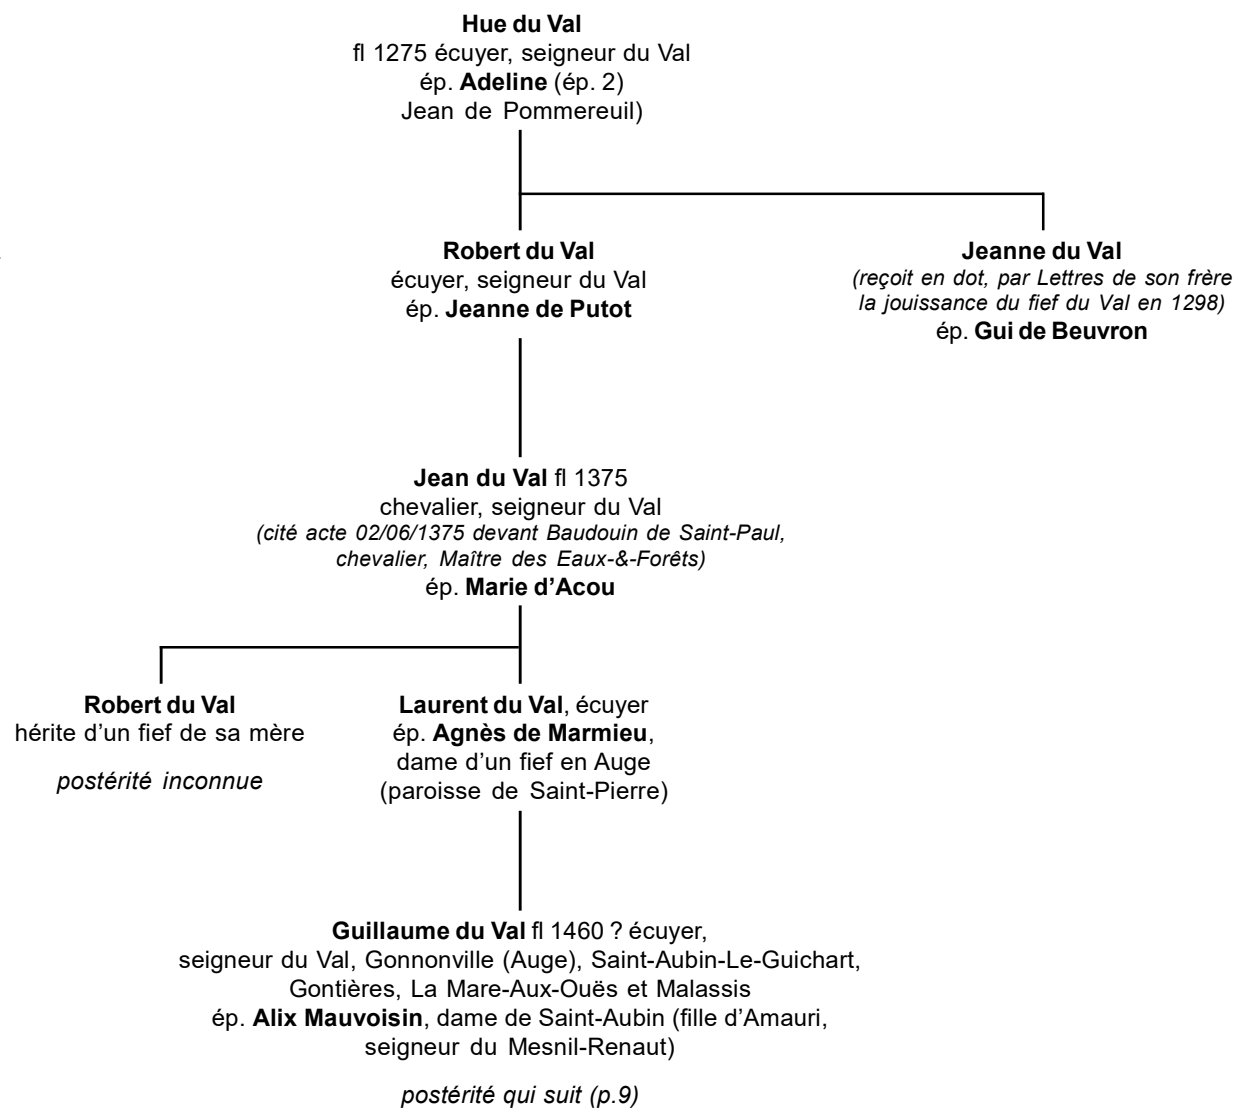 Hue du Val
fl 1275 écuyer, seigneur du Val
ép. Adeline (ép. 2)
Jean de Pommereuil)
Robert du Val
écuyer, seigneur du Val
ép. Jeanne de Putot
Jeanne du Val
(reçoit en dot, par Lettres de son frère
la jouissance du fief du Val en 1298)
ép. Gui de Beuvron
Jean du Val fl 1375
chevalier, seigneur du Val
(cité acte 02/06/1375 devant Baudouin de Saint-Paul,
chevalier, Maître des Eaux-&-Forêts)
ép. Marie d’Acou
Robert du Val
hérite d’un fief de sa mère
postérité inconnue
Laurent du Val, écuyer
ép. Agnès de Marmieu,
dame d’un fief en Auge
(paroisse de Saint-Pierre)
Guillaume du Val fl 1460 ? écuyer,
seigneur du Val, Gonnonville (Auge), Saint-Aubin-Le-Guichart,
Gontières, La Mare-Aux-Ouës et Malassis
ép. Alix Mauvoisin, dame de Saint-Aubin (fille d’Amauri,
seigneur du Mesnil-Renaut)
postérité qui suit (p.9)